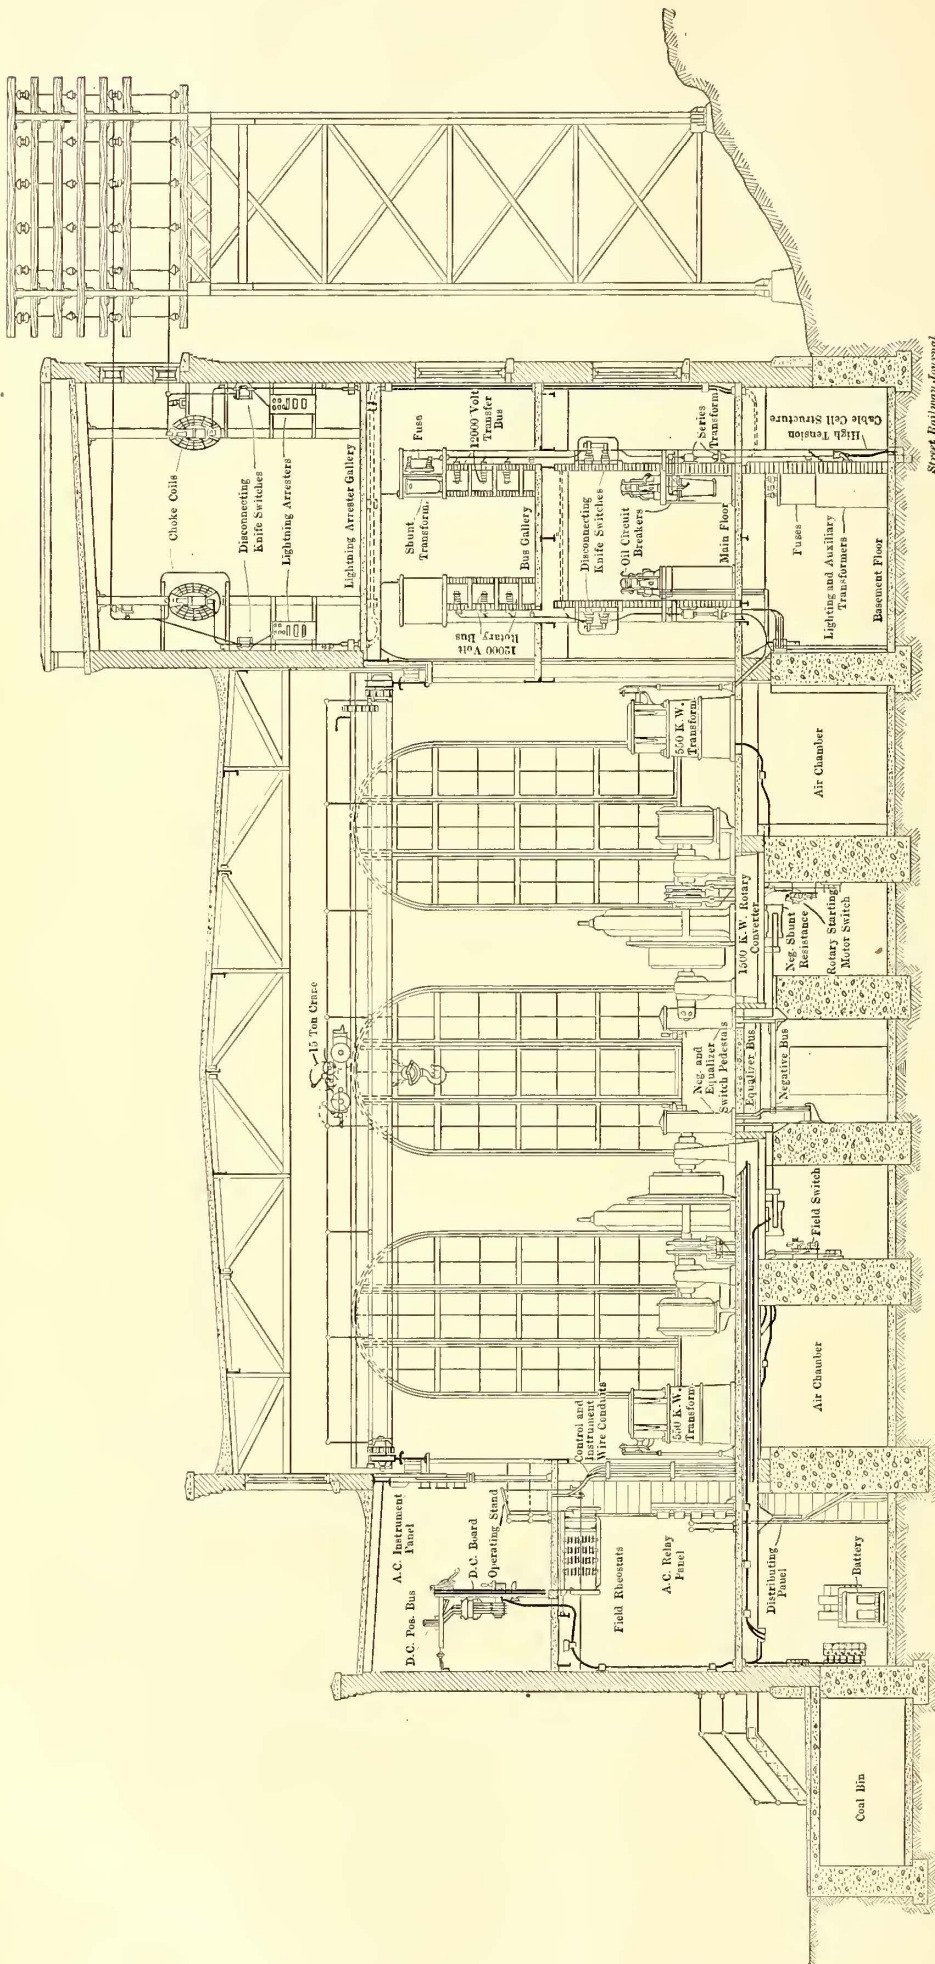 Choke Coils
Disconnecting
Knife Switches
Lightning Arresters
Lightning Arrester Gallery
Fuse
12000 Volt
Transfer
Bus
Shunt
Transform.
Bus Gallery
12000 Volt
Rotary Bus
Disconnecting
Knife Switches
Oil Circuit
Breakers
Series
Transform.
Main Floor
High Tension
Cable Cell Structure
Fuses
Lighting and Auxiliary
Transformers
Basement Floor
Street Railway Journal
15 Ton Crane
550 K.W.
Transform.
Air Chamber
1500 K.W. Rotary
Converter
Neg. Shunt
Resistance
Rotary Starting
Motor Switch
Neg. and
Equalizer
Switch Pedestals
Equalizer Bus
Negative Bus
Field Switch
Air Chamber
550 K.W.
Transform.
Control and
Instrument
Wire Conduits
A.C. Instrument
Panel
D.C. Pos. Bus
D.C. Board
Operating Stand
Field Rheostats
A.C. Relay
Panel
Distributing
Panel
Battery
Coal Bin